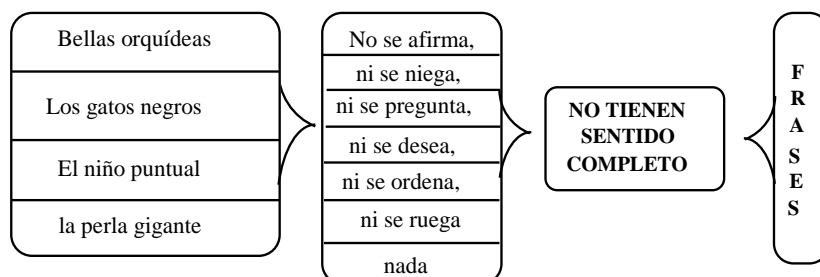 Bellas orquídeas
Los gatos negros
El niño puntual
la perla gigante
No se afirma,
ni se niega,
ni se pregunta,
ni se desea,
ni se ordena,
ni se ruega
nada
NO TIENEN
SENTIDO
COMPLETO
FRASES